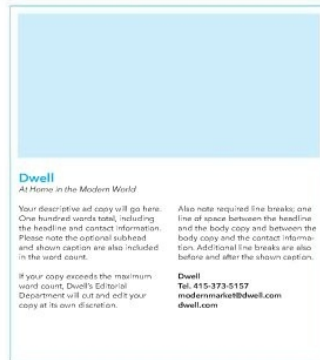 Dwell
At Home in the Modern World
Your descriptive ad copy will go here.
One hundred words total, including
the headline and contact information.
Please note the optional subhead
and shown caption are also included
in the word count.
If your copy exceeds the maximum
word count, Dwell's Editorial
Department will cut and edit your
copy at its own discretion.
Also note required line breaks; one
line of space between the headline
and the body copy and between the
body copy and the contact informa-
tion. Additional line breaks are also
before and after the shown caption.
Dwell
Tel. 415-373-5157
modernmarket@dwell.com
dwell.com